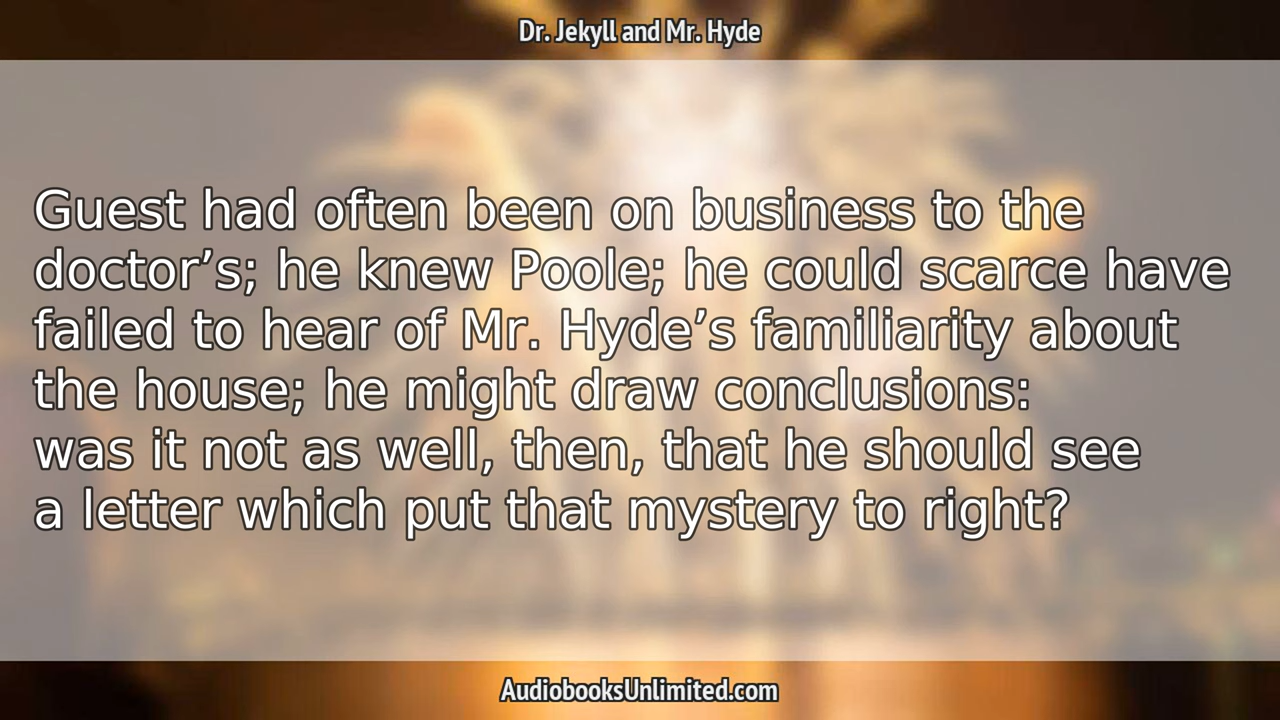 Dr. Jekyll and Mr. Hyde
Guest had often been on business to the
doctor’s; he knew Poole; he could scarce have
failed to hear of Mr. Hyde’s familiarity about
the house; he might draw conclusions:
was it not as well, then, that he should see
a letter which put that mystery to right?
AudiobooksUnlimited.com